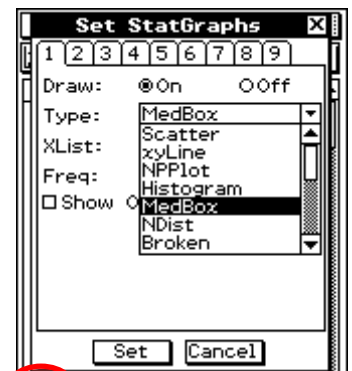 Set StatGraphs
1 2 3 4 5 6 7 8 9
Draw: On Off
Type: MedBox
Scatter
XList: xyLine
NPPlot
Freq:
Histogram
Show MedBox
NDist
Broken
Set Cancel